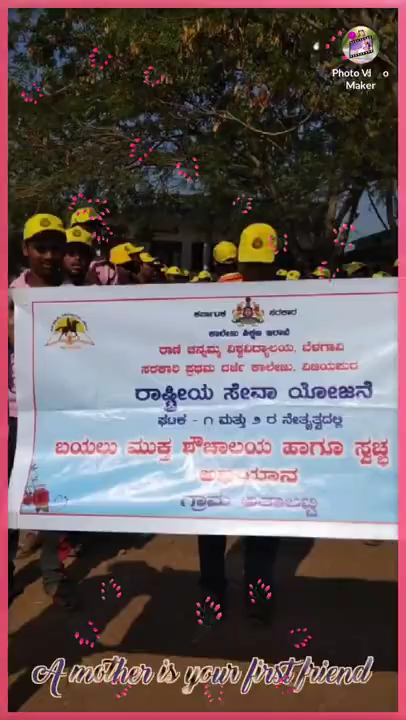 Photo Vi o
Maker
ಕರ್ನಾಟಕ ಸರಕಾರ
ಕಾಲೇಜು ಶಿಕ್ಷಣ ಇಲಾಖೆ
ರಾಣಿ ಚನ್ನಮ್ಮ ವಿಶ್ವವಿದ್ಯಾಲಯ, ಬೆಳಗಾವಿ
ಸರಕಾರಿ ಪ್ರಥಮ ದರ್ಜೆ ಕಾಲೇಜು, ವಿಜಯಪುರ
ರಾಷ್ಟ್ರೀಯ ಸೇವಾ ಯೋಜನೆ
ಘಟಕ - ೧ ಮತ್ತು ೨ ರ ನೇತೃತ್ವದಲ್ಲಿ
ಬಯಲು ಮುಕ್ತ ಶೌಚಾಲಯ ಹಾಗೂ ಸ್ವಚ್ಛ
ಅಭಿಯಾನ
ಗ್ರಾಮ
A mother is your first friend